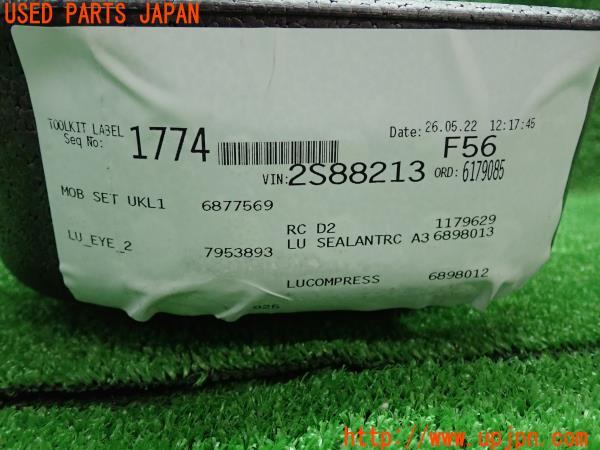 USED PARTS JAPAN
TOOLKIT LABEL
Seq No: 1774
Date: 26.05.22 12:17:45
F56
VIN: 2S88213 ORD: 6179085
MOB SET UKL1 6877569
RC D2 1179629
LU_EYE_2 7953893
LU SEALANTRC A3 6898013
LUCOMPRESS 6898012
http://www.upjpn.com